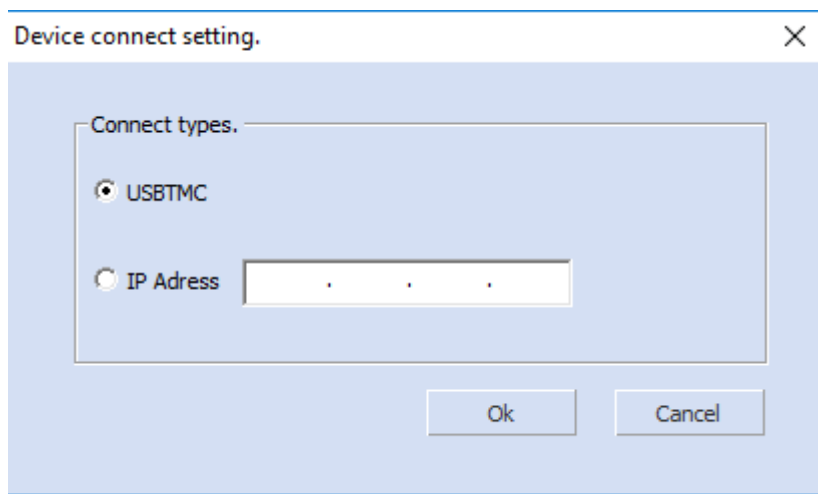 Device connect setting.
Connect types.
USBTMC
IP Adress . . .
Ok Cancel